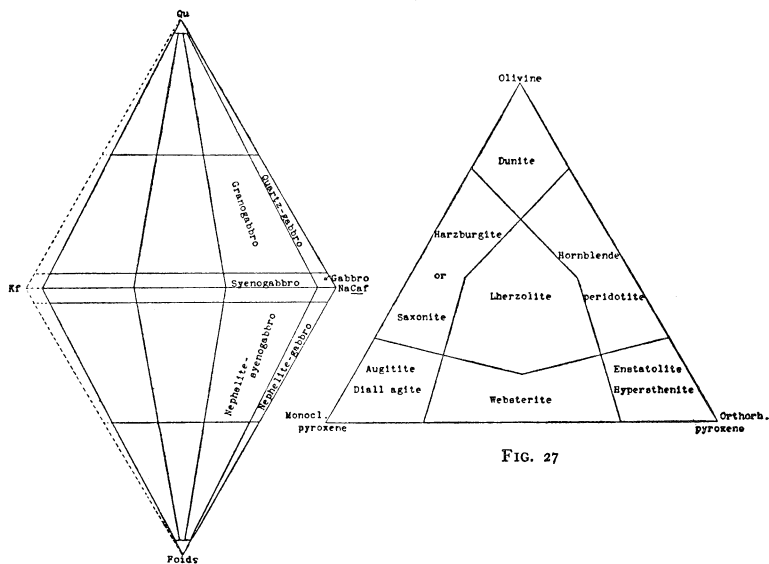 Qu
Granogabbro
Quartz-gabbro
Gabbro
Kf
Syenogabbro
NaCaf
Nephelite-
syenogabbro
Nephelite-gabbro
Foids
Olivine
Dunite
Harzburgite
or
Saxonite
Hornblende
peridotite
Lherzolite
Augitite
Diall agite
Websterite
Enstatolite
Hypersthenite
Monocl.
pyroxene
Orthorh.
pyroxene
FIG. 27